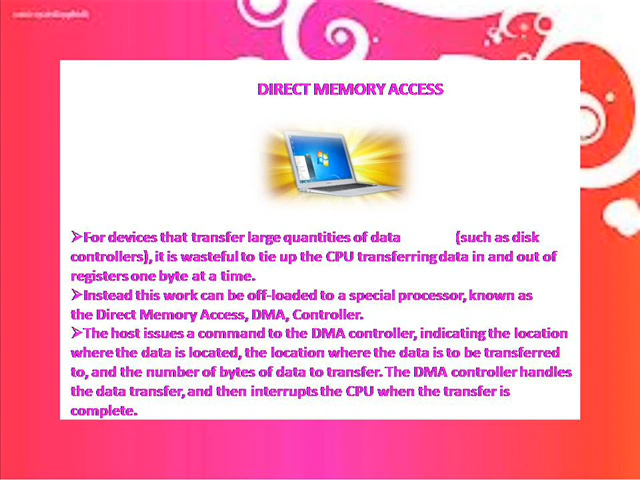 DIRECT MEMORY ACCESS
➢For devices that transfer large quantities of data (such as disk
controllers), it is wasteful to tie up the CPU transferring data in and out of
registers one byte at a time.
➢Instead this work can be off-loaded to a special processor, known as
the Direct Memory Access, DMA, Controller.
➢The host issues a command to the DMA controller, indicating the location
where the data is located, the location where the data is to be transferred
to, and the number of bytes of data to transfer. The DMA controller handles
the data transfer, and then interrupts the CPU when the transfer is
complete.